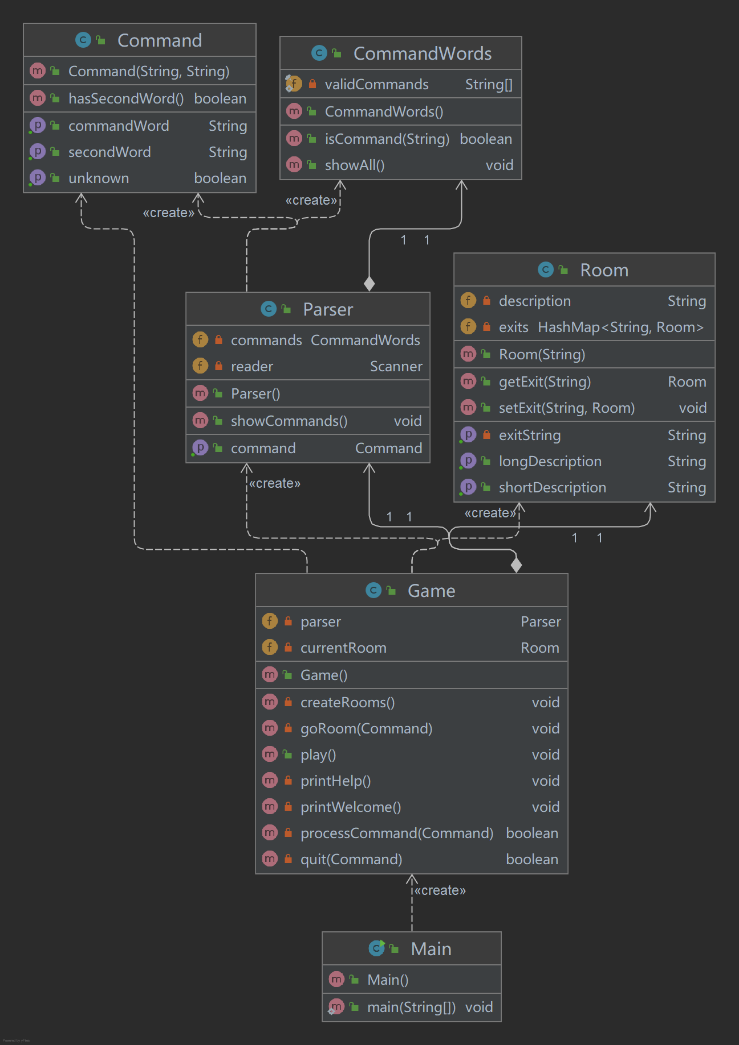 Command
Command(String, String)
hasSecondWord() boolean
commandWord String
secondWord String
unknown boolean
CommandWords
validCommands String[]
CommandWords()
isCommand(String) boolean
showAll() void
«create»
«create»
1 1
Parser
commands CommandWords
reader Scanner
Parser()
showCommands() void
command Command
Room
description String
exits HashMap<String, Room>
Room(String)
getExit(String) Room
setExit(String, Room) void
exitString String
longDescription String
shortDescription String
«create»
«create»
1 1
1 1
Game
parser Parser
currentRoom Room
Game()
createRooms() void
goRoom(Command) void
play() void
printHelp() void
printWelcome() void
processCommand(Command) boolean
quit(Command) boolean
«create»
Main
Main()
main(String[]) void